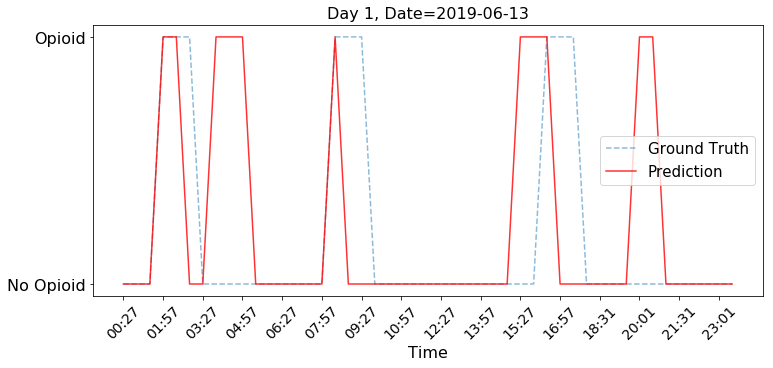 Day 1, Date=2019-06-13
Opioid
No Opioid
Ground Truth
Prediction
00:27
01:57
03:27
04:57
06:27
07:57
09:27
10:57
12:27
13:57
15:27
16:57
18:31
20:01
21:31
23:01
Time